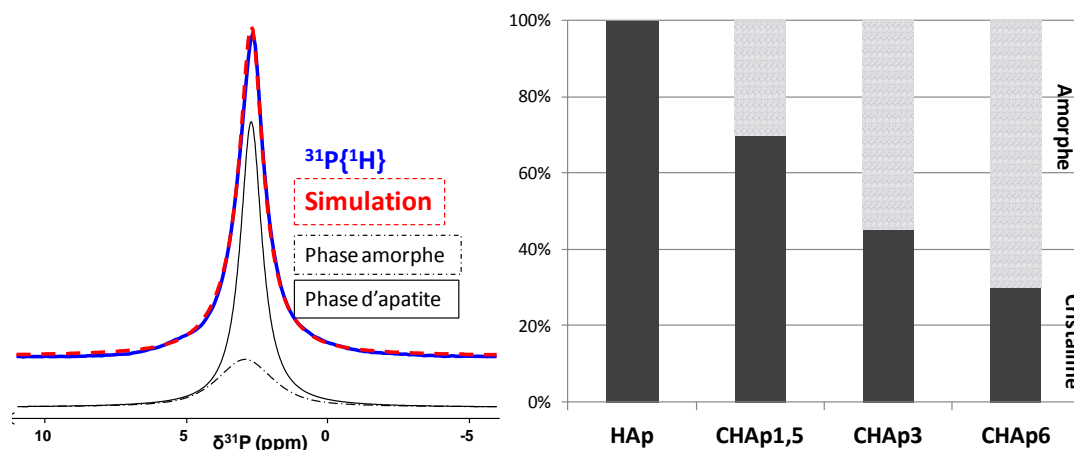 ³¹P{¹H}
Simulation
Phase amorphe
Phase d'apatite
10
5
0
-5
δ³¹P (ppm)
100%
80%
60%
40%
20%
0%
HAp
CHAp1,5
CHAp3
CHAp6
Amorphe
Cristalline